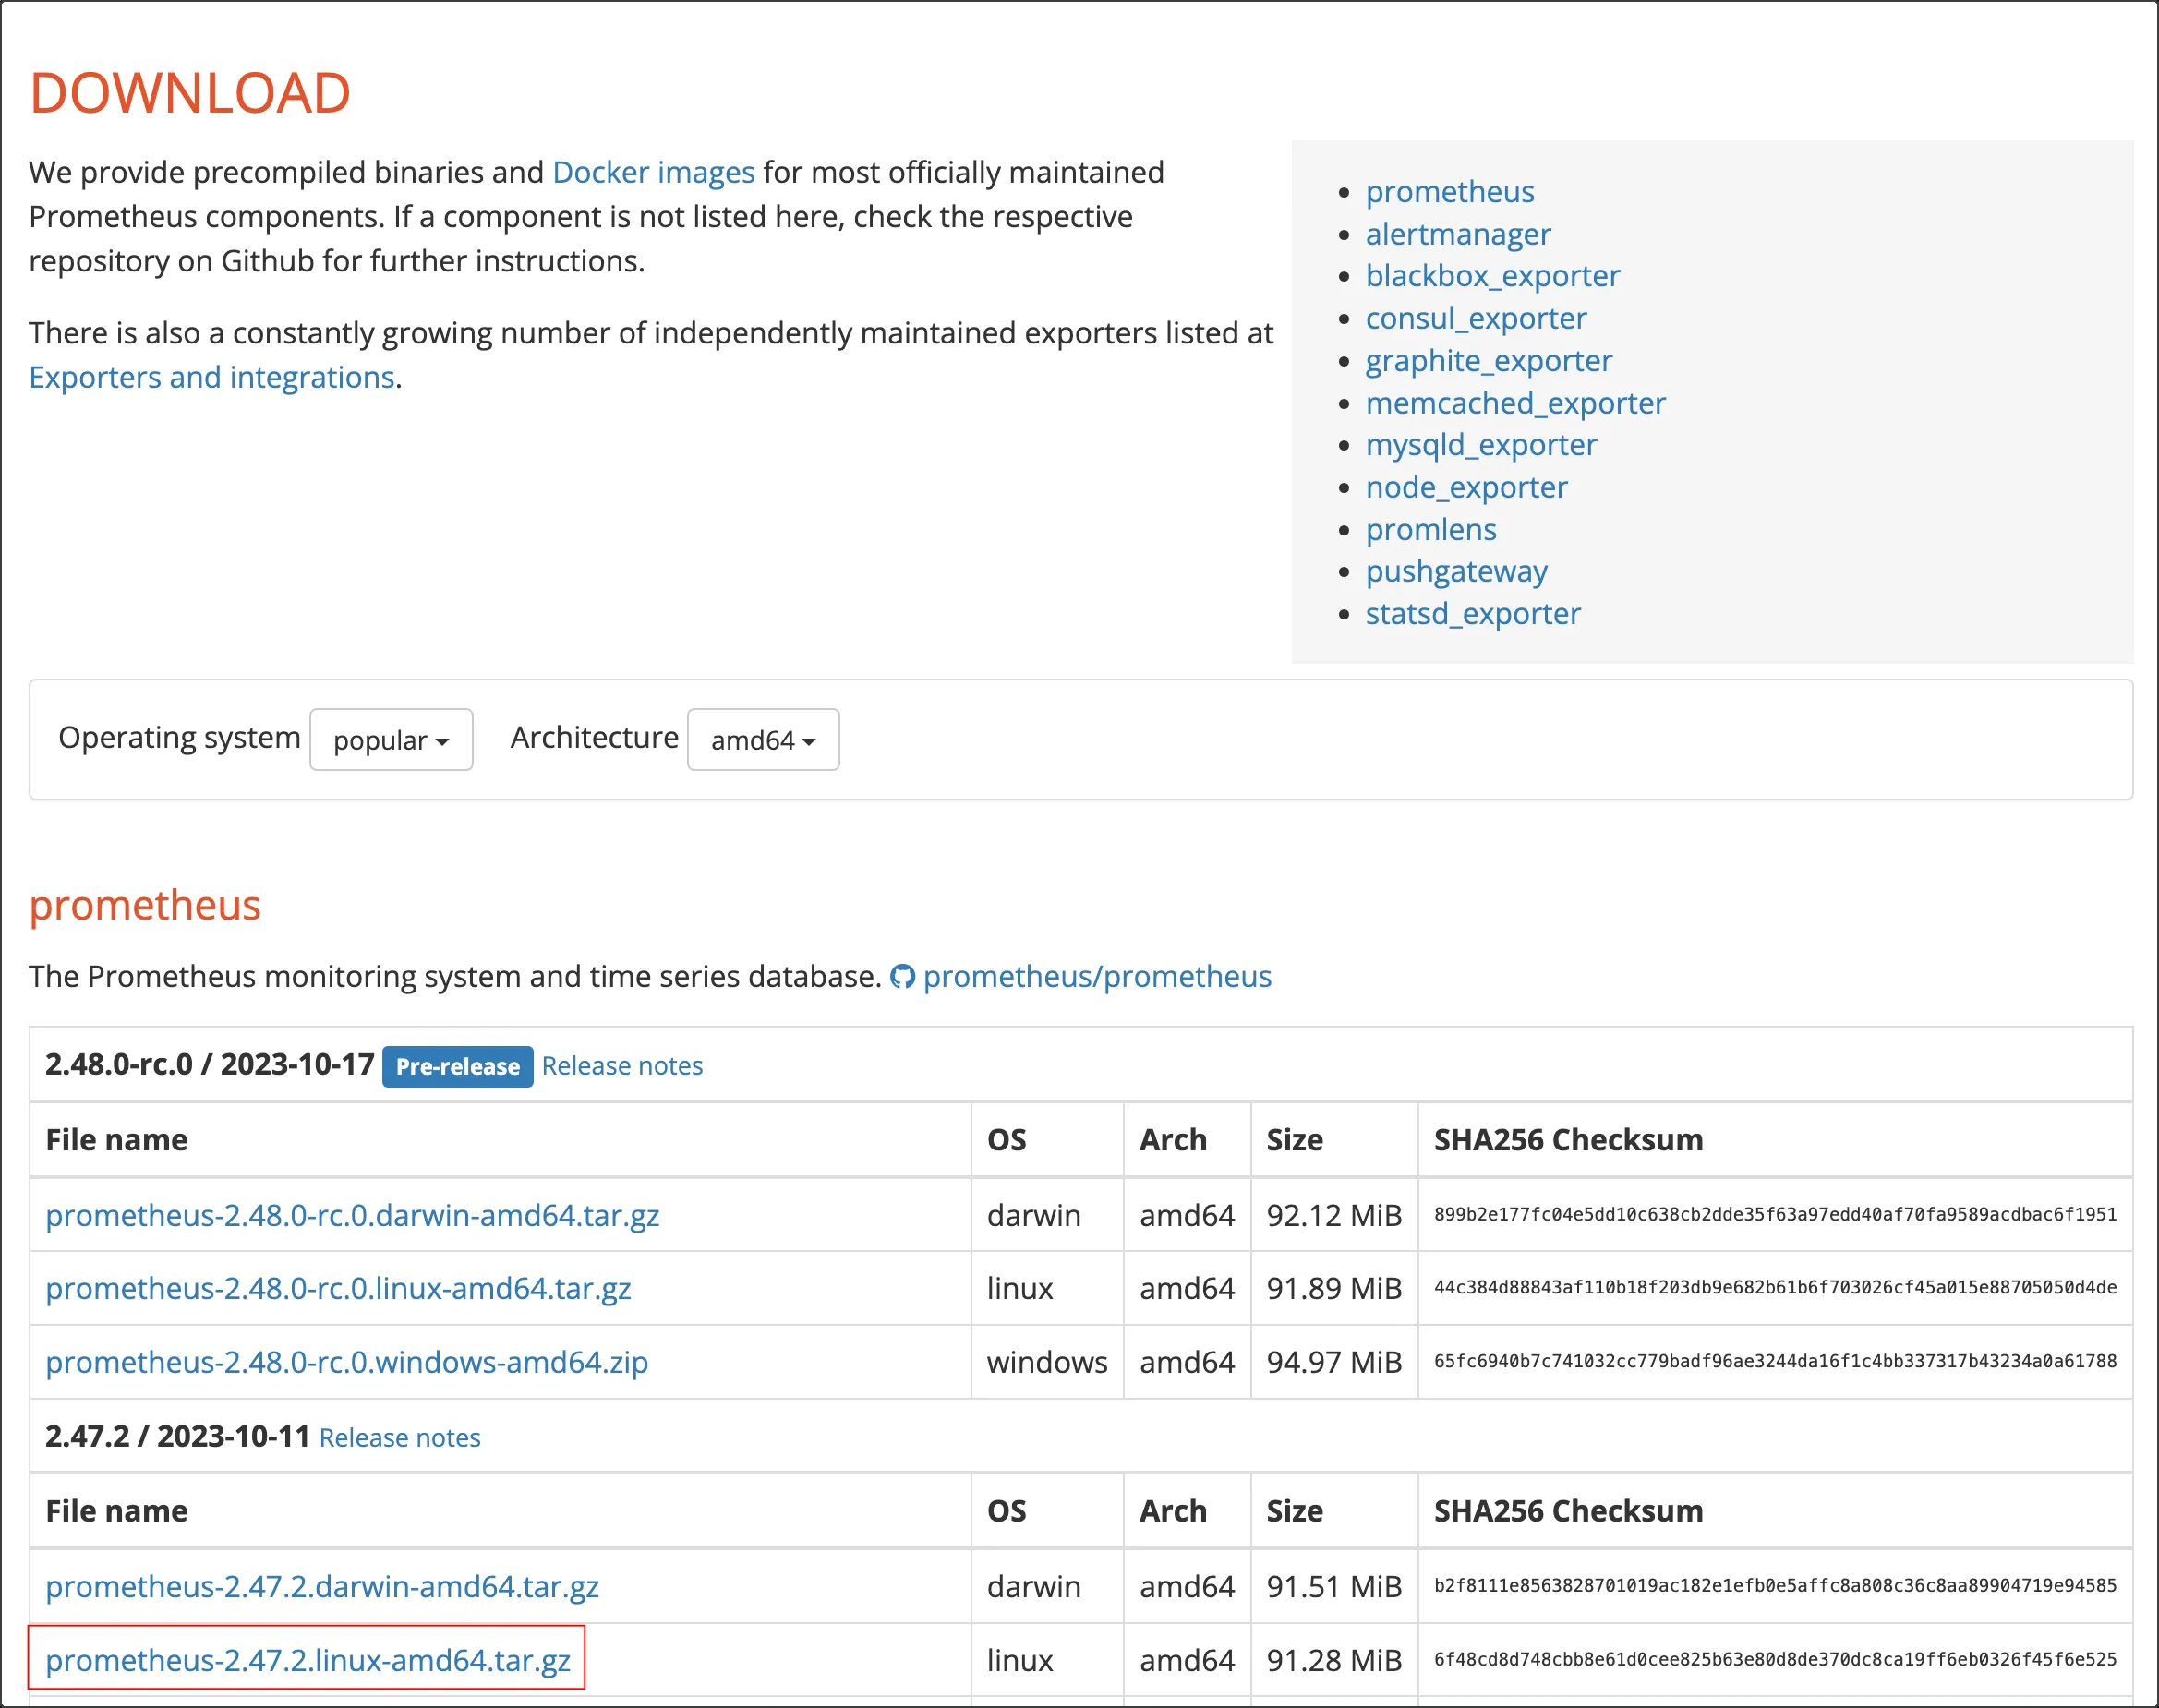 DOWNLOAD
We provide precompiled binaries and Docker images for most officially maintained
Prometheus components. If a component is not listed here, check the respective
repository on Github for further instructions.
There is also a constantly growing number of independently maintained exporters listed at
Exporters and integrations.
prometheus
alertmanager
blackbox_exporter
consul_exporter
graphite_exporter
memcached_exporter
mysqld_exporter
node_exporter
promlens
pushgateway
statsd_exporter
Operating system popular Architecture amd64
prometheus
The Prometheus monitoring system and time series database. prometheus/prometheus
2.48.0-rc.0 / 2023-10-17 Pre-release Release notes
File name OS Arch Size SHA256 Checksum
prometheus-2.48.0-rc.0.darwin-amd64.tar.gz darwin amd64 92.12 MiB 899b2e177fc04e5dd10c638cb2dde35f63a97edd40af70fa9589acdbac6f1951
prometheus-2.48.0-rc.0.linux-amd64.tar.gz linux amd64 91.89 MiB 44c384d88843af110b18f203db9e682b61b6f703026cf45a015e88705050d4de
prometheus-2.48.0-rc.0.windows-amd64.zip windows amd64 94.97 MiB 65fc6940b7c741032cc779badf96ae3244da16f1c4bb337317b43234a0a61788
2.47.2 / 2023-10-11 Release notes
File name OS Arch Size SHA256 Checksum
prometheus-2.47.2.darwin-amd64.tar.gz darwin amd64 91.51 MiB b2f8111e8563828701019ac182e1efb0e5affc8a808c36c8aa89904719e94585
prometheus-2.47.2.linux-amd64.tar.gz linux amd64 91.28 MiB 6f48cd8d748cbb8e61d0cee825b63e80d8de370dc8ca19ff6eb0326f45f6e525